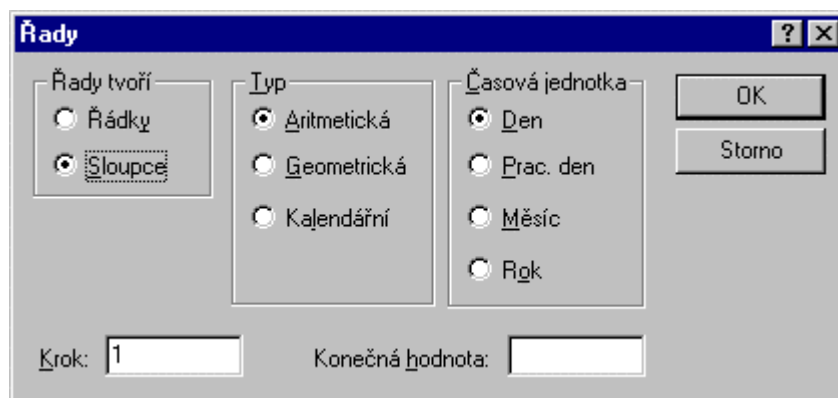 Řady
Řady tvoří
Řádky
Sloupce
Typ
Aritmetická
Geometrická
Kalendářní
Časová jednotka
Den
Prac. den
Měsíc
Rok
OK
Storno
Krok: 1
Konečná hodnota: